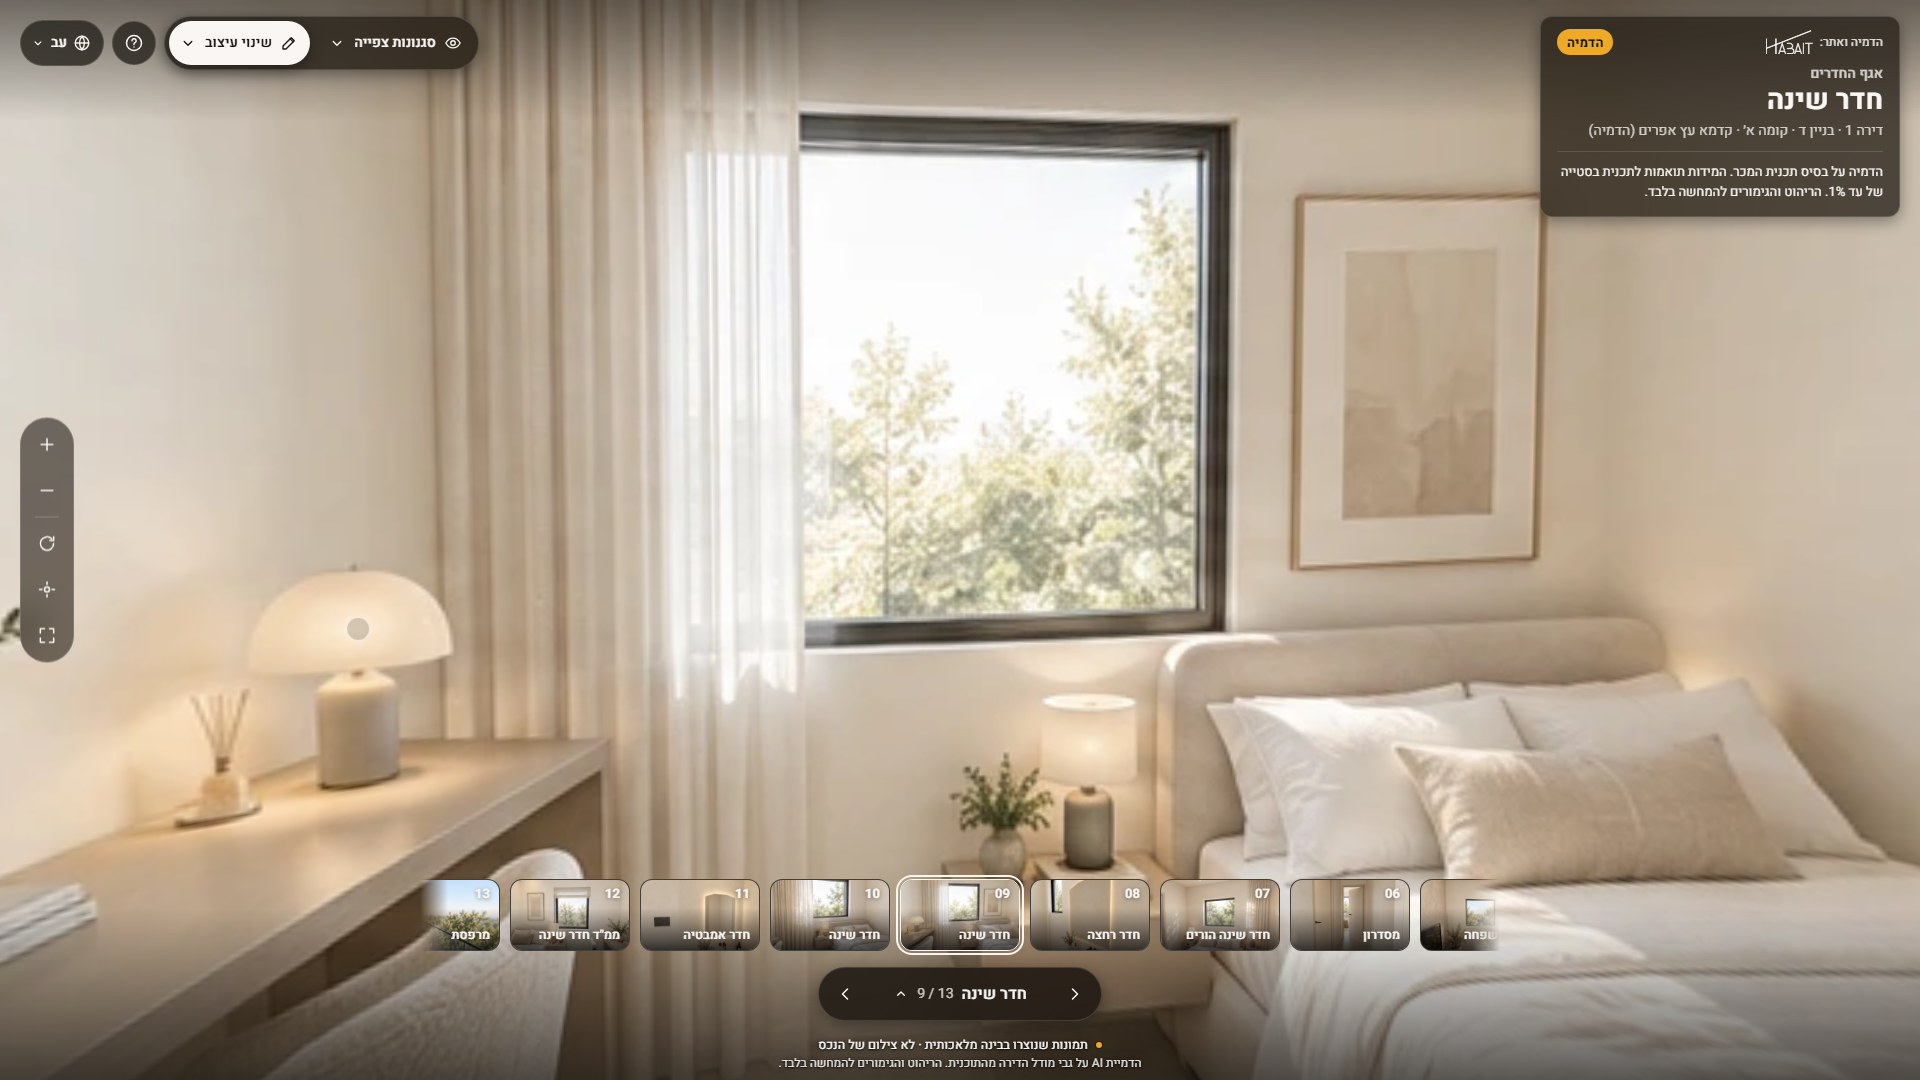 הדמיה ואתר: HABAIT
הדמיה
אגף החדרים
חדר שינה
דירה 1 · בניין ד · קומה א׳ · קדמא עץ אפרים (הדמיה)
הדמיה על בסיס תכנית המכר. המידות תואמות לתכנית בסטייה
של עד 1%. הריהוט והגימורים להמחשה בלבד.
סגנונות צפייה
שינוי עיצוב
עב
06
מסדרון
07
חדר שינה הורים
08
חדר רחצה
09
חדר שינה
10
חדר שינה
11
חדר אמבטיה
12
ממ"ד חדר שינה
13
מרפסת
חדר שינה 9 / 13
תמונות שנוצרו בבינה מלאכותית · לא צילום של הנכס
הדמיית AI על גבי מודל הדירה מהתוכנית. הריהוט והגימורים להמחשה בלבד.